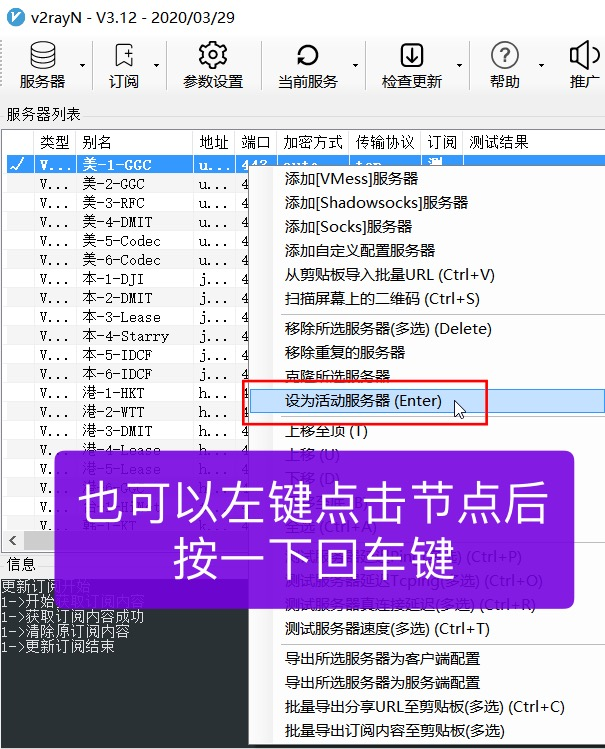 v2rayN - V3.12 - 2020/03/29
服务器 订阅 参数设置 当前服务 检查更新 帮助 推广
服务器列表
类型 别名 地址 端口 加密方式 传输协议 订阅 测试结果
V... 美-1-GGC u... 443 auto tcp
V... 美-2-GGC u... 4
V... 美-3-RFC u... 4
V... 美-4-DMIT u... 4
V... 美-5-Codec u... 4
V... 美-6-Codec u... 4
V... 本-1-DJI j... 4
V... 本-2-DMIT j... 4
V... 本-3-Lease j... 4
V... 本-4-Starry j... 4
V... 本-5-IDCF j... 4
V... 本-6-IDCF j... 4
V... 港-1-HKT h... 4
V... 港-2-WTT h... 4
V... 港-3-DMIT h... 4
V... 港-4-Lease h...
港-5-Lease
添加[VMess]服务器
添加[Shadowsocks]服务器
添加[Socks]服务器
添加自定义配置服务器
从剪贴板导入批量URL (Ctrl+V)
扫描屏幕上的二维码 (Ctrl+S)
移除所选服务器(多选) (Delete)
移除重复的服务器
克隆所选服务器
设为活动服务器 (Enter)
上移至顶 (T)
上移 (U)
下移 (D)
全选 (Ctrl+A)
测试服务器延迟Ping(多选) (Ctrl+P)
测试服务器延迟Tcping(多选) (Ctrl+O)
测试服务器真连接延迟(多选) (Ctrl+R)
测试服务器速度(多选) (Ctrl+T)
导出所选服务器为客户端配置
导出所选服务器为服务端配置
批量导出分享URL至剪贴板(多选) (Ctrl+C)
批量导出订阅内容至剪贴板(多选)
也可以左键点击节点后
按一下回车键
信息
更新订阅开始
1->开始获取订阅内容
1->获取订阅内容成功
1->清除原订阅内容
1->更新订阅结束